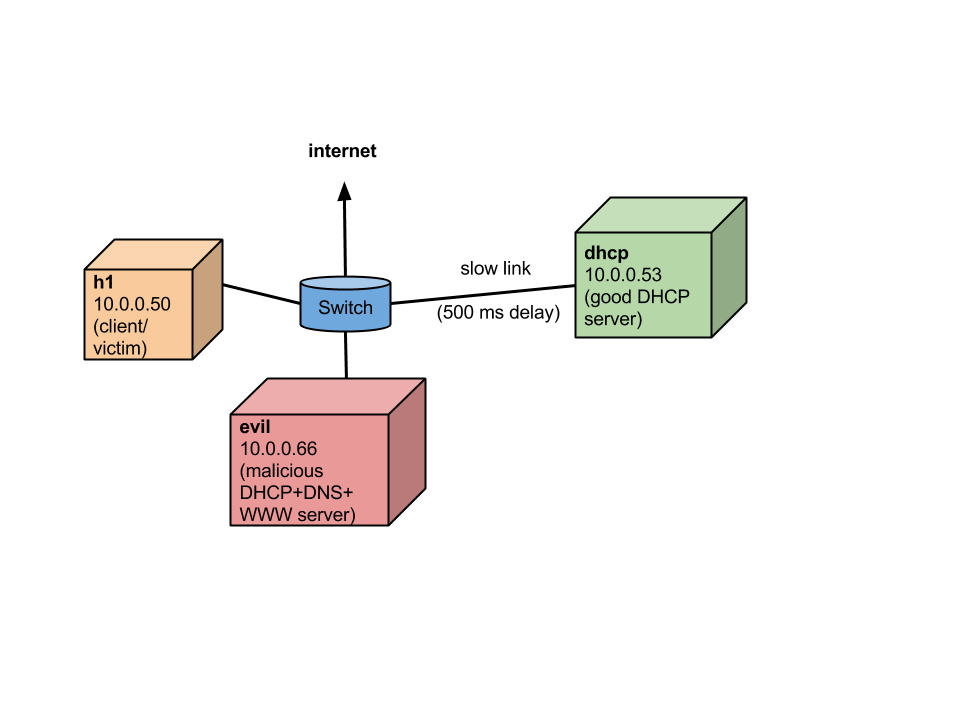 internet
slow link
(500 ms delay)
dhcp
10.0.0.53
(good DHCP
server)
h1
10.0.0.50
(client/
victim)
Switch
evil
10.0.0.66
(malicious
DHCP+DNS+
WWW server)